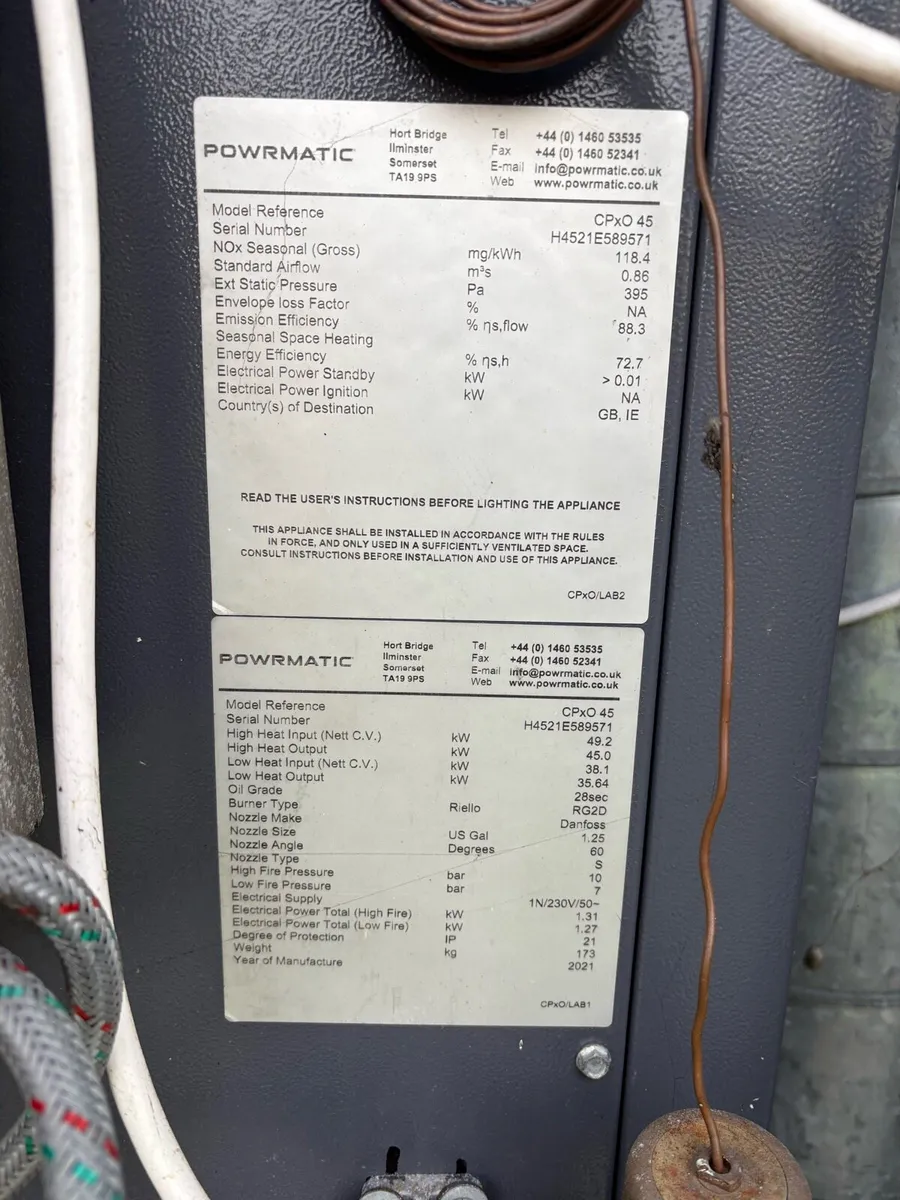 POWRMATIC
Hort Bridge Tel +44 (0) 1460 53535
Ilminster Fax +44 (0) 1460 52341
Somerset E-mail info@powrmatic.co.uk
TA19 9PS Web www.powrmatic.co.uk
Model Reference CPxO 45
Serial Number H4521E589571
NOx Seasonal (Gross) mg/kWh 118.4
Standard Airflow m³s 0.86
Ext Static Pressure Pa 395
Envelope loss Factor % NA
Emission Efficiency % ηs,flow 88.3
Seasonal Space Heating
Energy Efficiency % ηs,h 72.7
Electrical Power Standby kW > 0.01
Electrical Power Ignition kW NA
Country(s) of Destination GB, IE
READ THE USER'S INSTRUCTIONS BEFORE LIGHTING THE APPLIANCE
THIS APPLIANCE SHALL BE INSTALLED IN ACCORDANCE WITH THE RULES
IN FORCE, AND ONLY USED IN A SUFFICIENTLY VENTILATED SPACE.
CONSULT INSTRUCTIONS BEFORE INSTALLATION AND USE OF THIS APPLIANCE.
CPxO/LAB2
POWRMATIC
Hort Bridge Tel +44 (0) 1460 53535
Ilminster Fax +44 (0) 1460 52341
Somerset E-mail info@powrmatic.co.uk
TA19 9PS Web www.powrmatic.co.uk
Model Reference CPxO 45
Serial Number H4521E589571
High Heat Input (Nett C.V.) kW 49.2
High Heat Output kW 45.0
Low Heat Input (Nett C.V.) kW 38.1
Low Heat Output kW 35.64
Oil Grade 28sec
Burner Type Riello RG2D
Nozzle Make Danfoss
Nozzle Size US Gal 1.25
Nozzle Angle Degrees 60
Nozzle Type S
High Fire Pressure bar 10
Low Fire Pressure bar 7
Electrical Supply 1N/230V/50~
Electrical Power Total (High Fire) kW 1.31
Electrical Power Total (Low Fire) kW 1.27
Degree of Protection IP 21
Weight kg 173
Year of Manufacture 2021
CPxO/LAB1